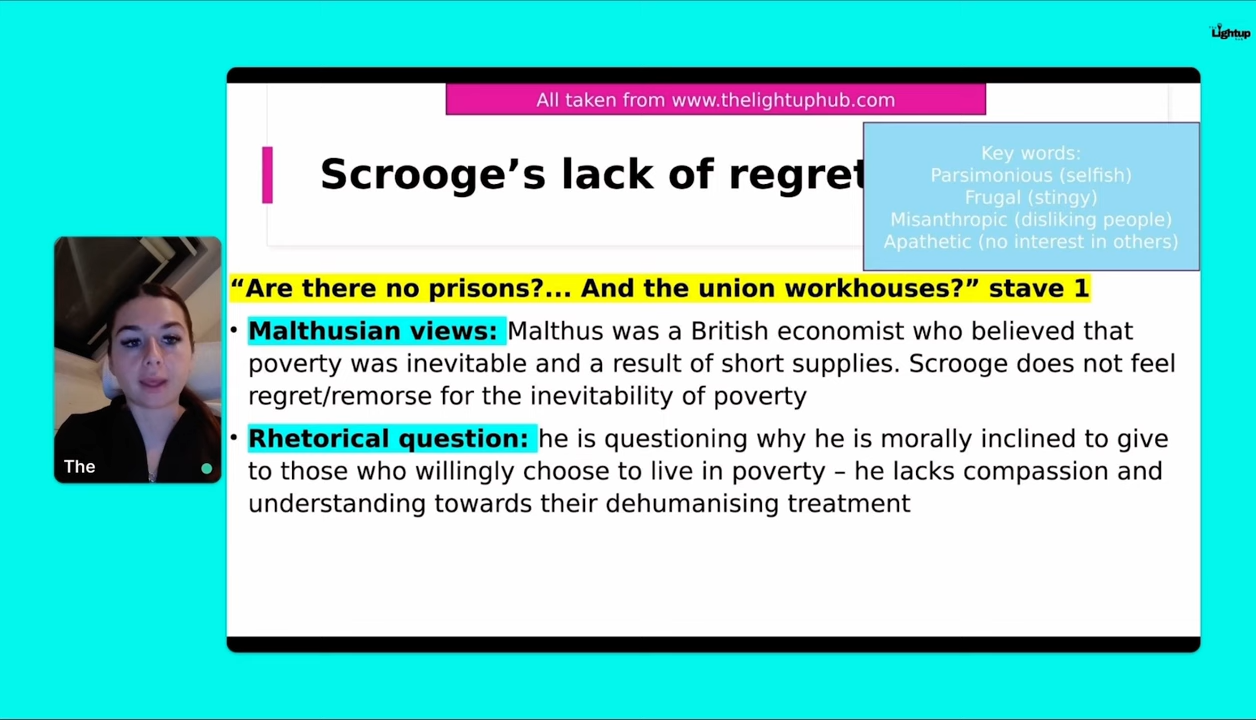 Lightup
All taken from www.thelightuphub.com
Scrooge’s lack of regret
Key words:
Parsimonious (selfish)
Frugal (stingy)
Misanthropic (disliking people)
Apathetic (no interest in others)
“Are there no prisons?... And the union workhouses?” stave 1
• Malthusian views: Malthus was a British economist who believed that
poverty was inevitable and a result of short supplies. Scrooge does not feel
regret/remorse for the inevitability of poverty
• Rhetorical question: he is questioning why he is morally inclined to give
to those who willingly choose to live in poverty – he lacks compassion and
understanding towards their dehumanising treatment
The